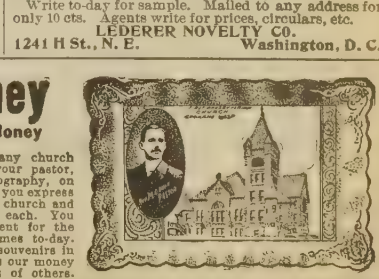 Write to-day for sample. Mailed to any address for
only 10 cts. Agents write for prices, circulars, etc.
LEDERER NOVELTY CO.
1241 H St., N. E. Washington, D. C.
ney
Money
any church
your pastor,
ography, on
you express
church and
each. You
ent for the
mes to-day.
souvenirs in
s our money
s of others.
CHURCH
PASTOR